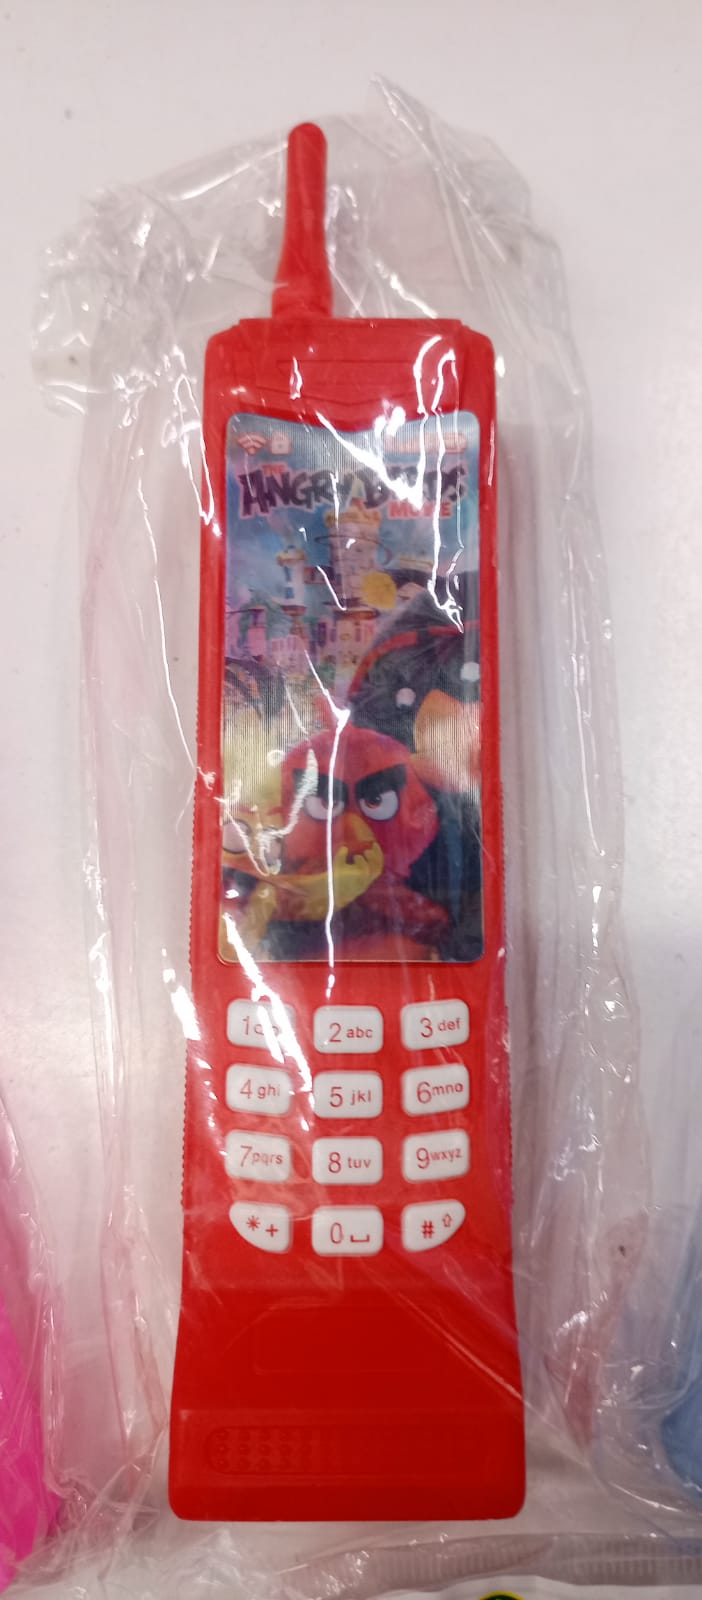 THE
ANGRY BIRDS
MOVIE
1
2 abc
3 def
4 ghi
5 jkl
6 mno
7 pqrs
8 tuv
9 wxyz
* +
0 ⎵
# ⇧